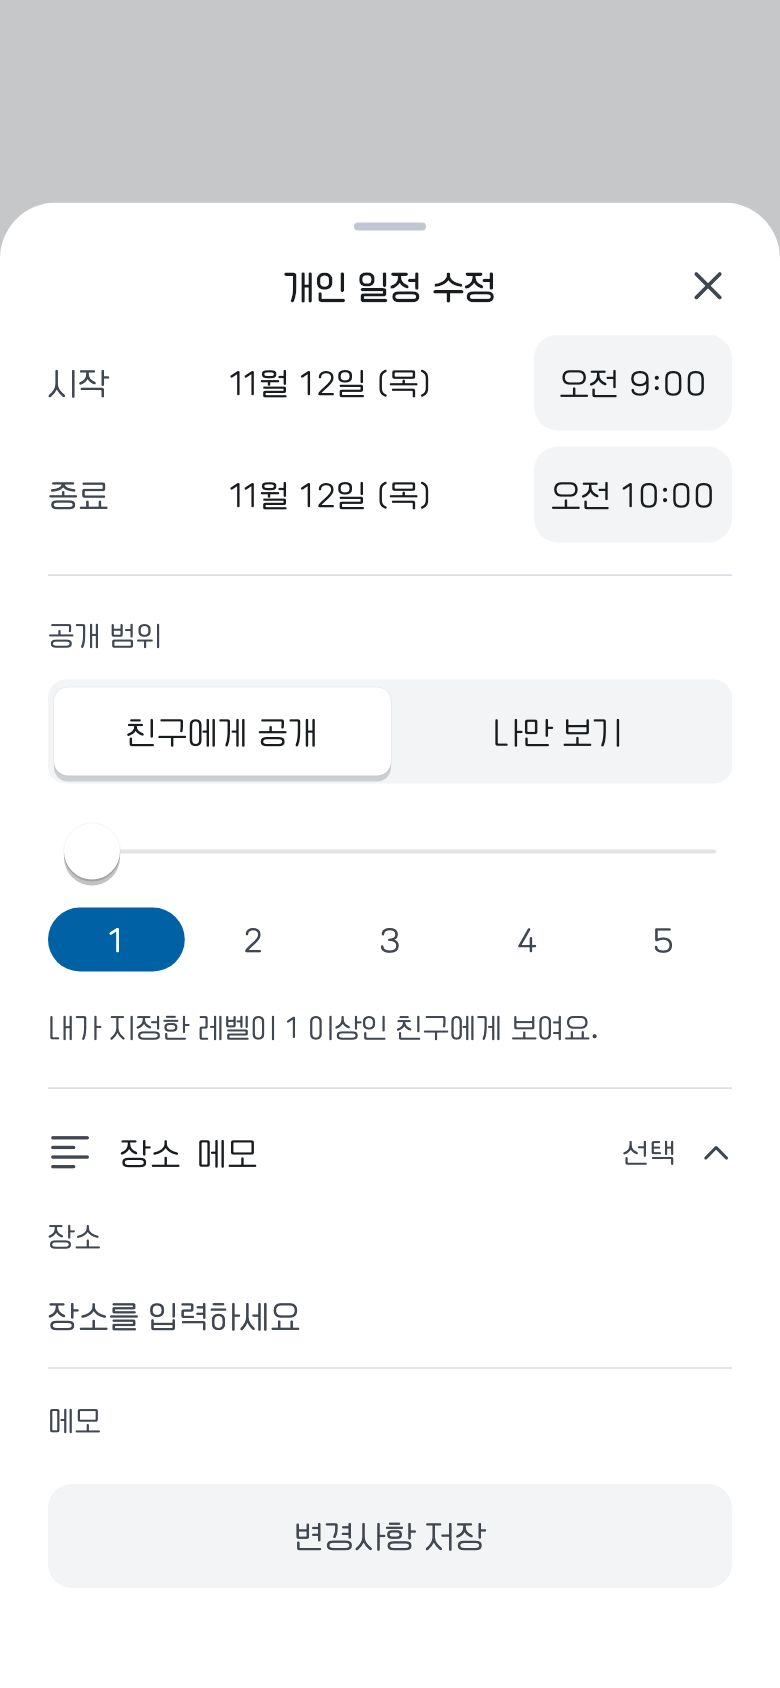 개인 일정 수정
시작 11월 12일 (목) 오전 9:00
종료 11월 12일 (목) 오전 10:00
공개 범위
친구에게 공개 나만 보기
1 2 3 4 5
내가 지정한 레벨이 1 이상인 친구에게 보여요.
장소 메모 선택
장소
장소를 입력하세요
메모
변경사항 저장